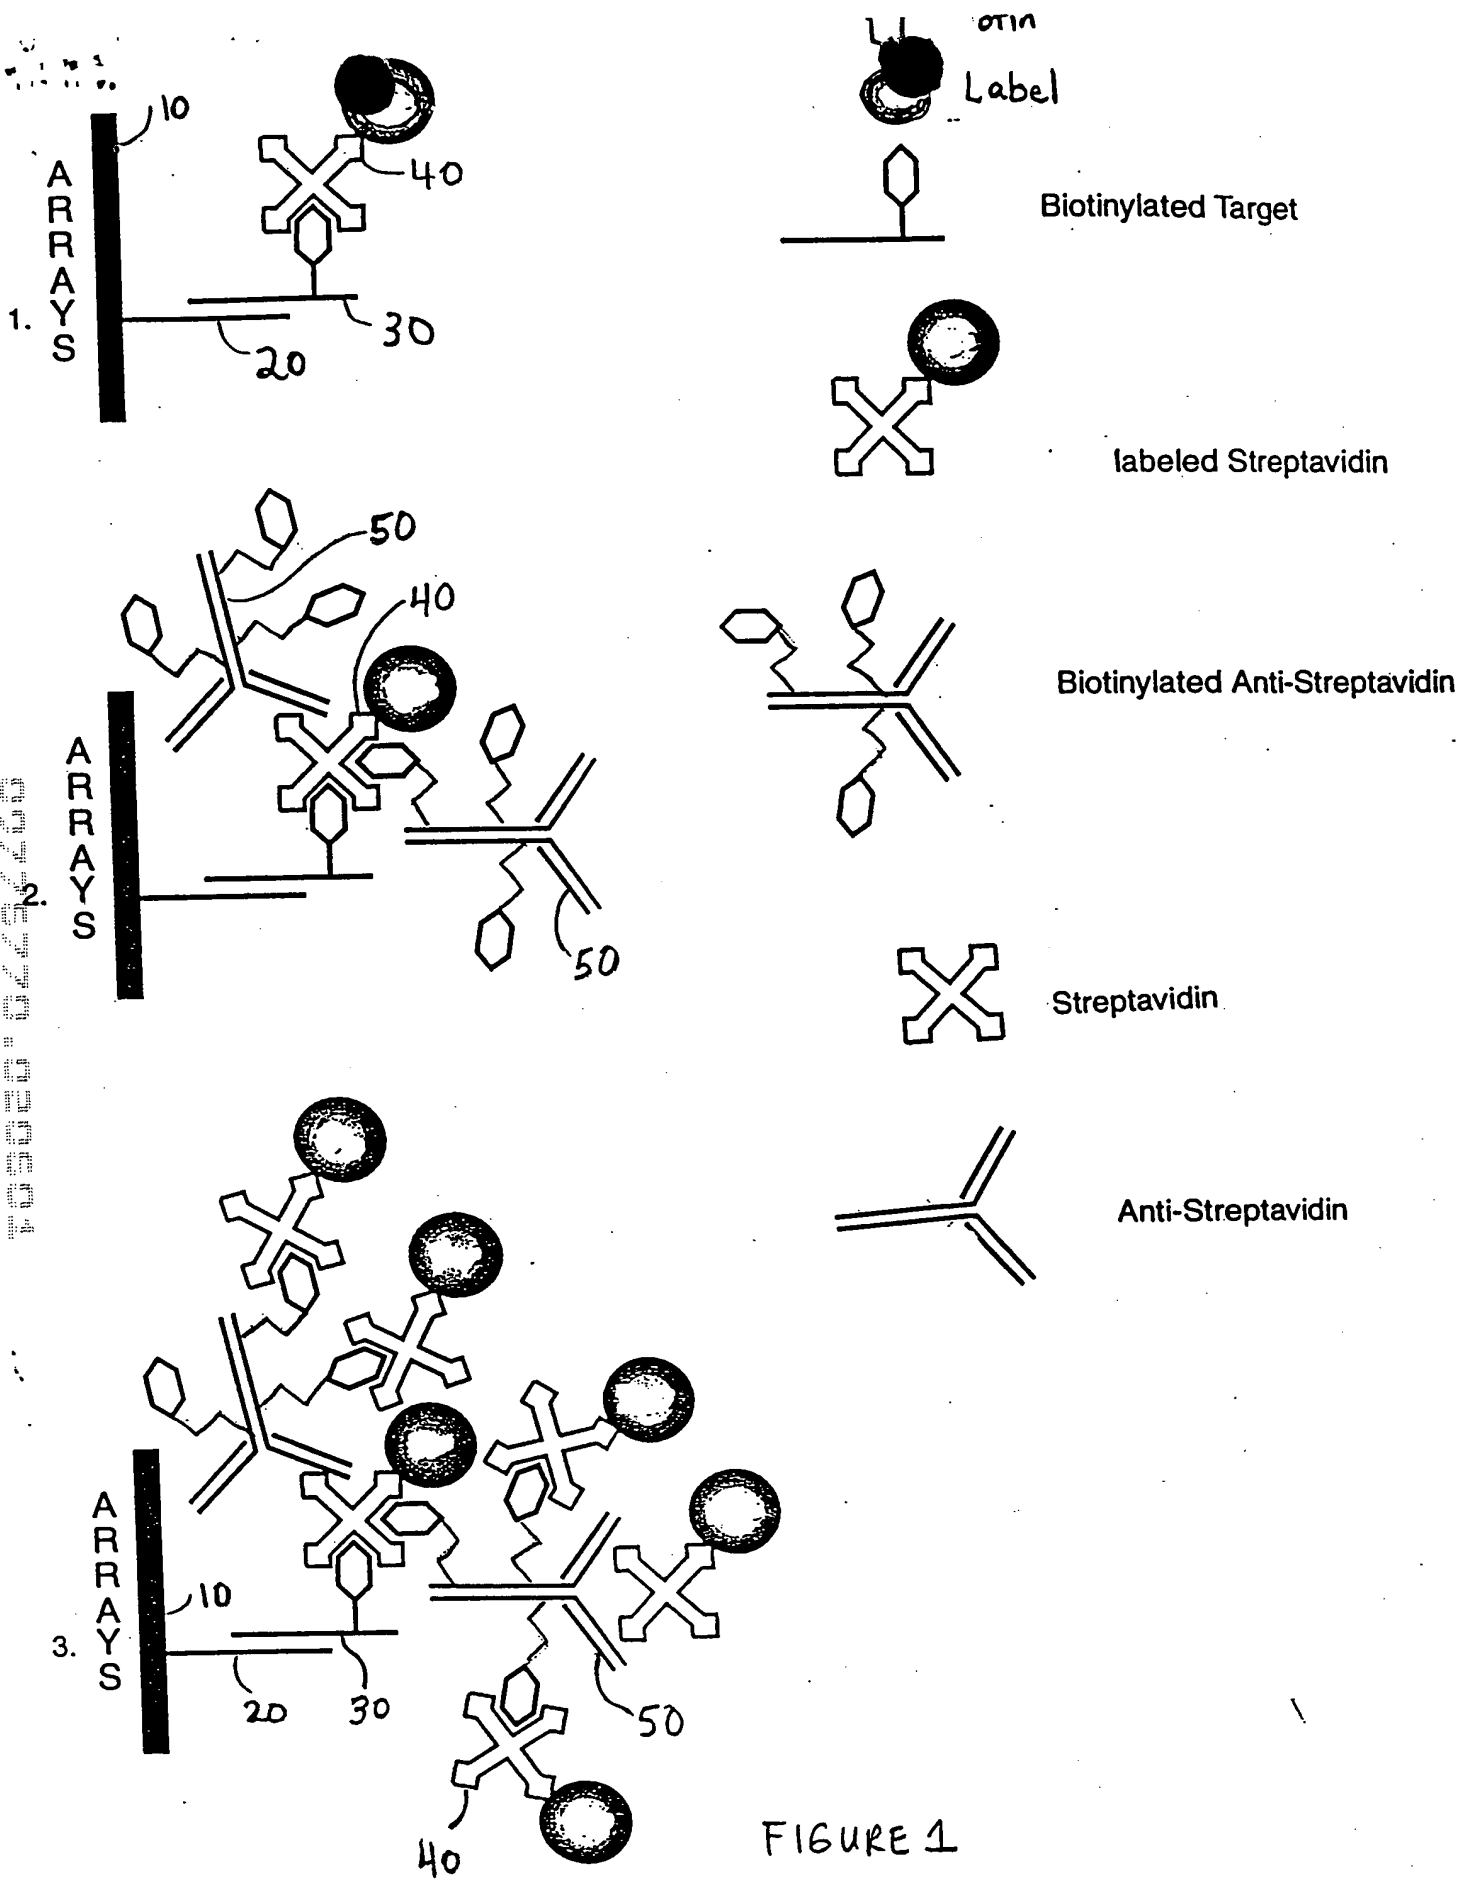 Label
10
40
ARRAYS
Biotinylated Target
1.
30
20
labeled Streptavidin
50
40
Biotinylated Anti-Streptavidin
ARRAYS
2.
50
Streptavidin
Anti-Streptavidin
ARRAYS
10
3.
20
30
50
40
FIGURE 1